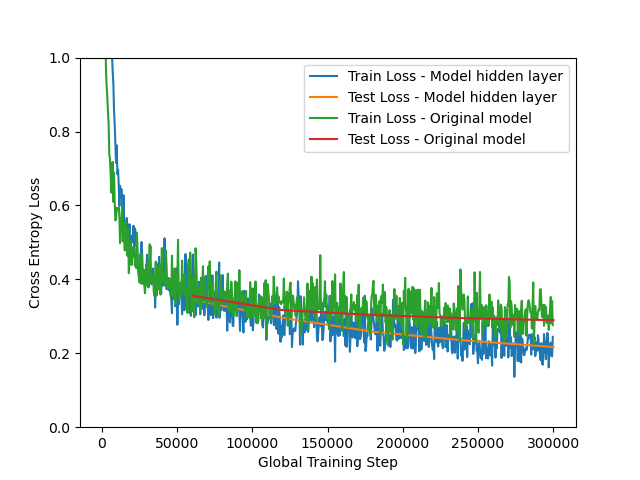 1.0
0.8
0.6
0.4
0.2
0.0
Cross Entropy Loss
Train Loss - Model hidden layer
Test Loss - Model hidden layer
Train Loss - Original model
Test Loss - Original model
0 50000 100000 150000 200000 250000 300000
Global Training Step